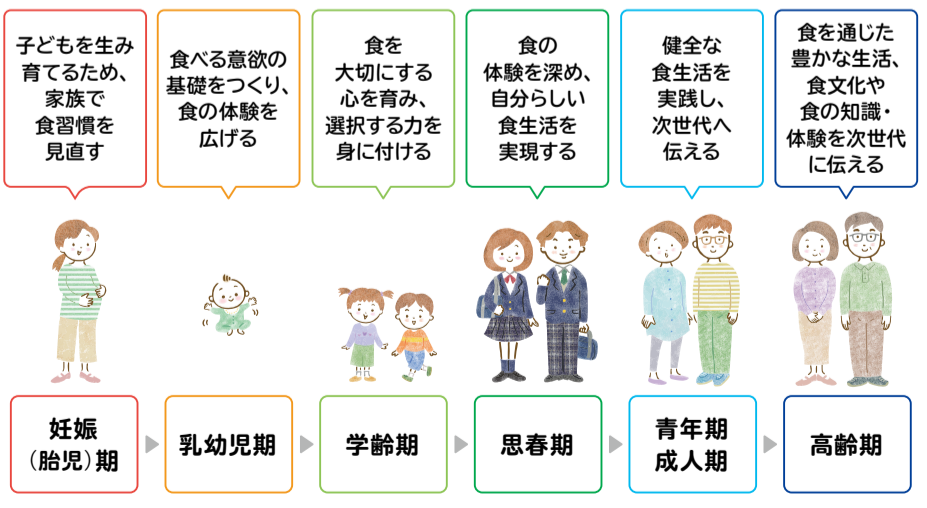 子どもを生み
育てるため、
家族で
食習慣を
見直す
食べる意欲の
基礎をつくり、
食の体験を
広げる
食を
大切にする
心を育み、
選択する力を
身に付ける
食の
体験を深め、
自分らしい
食生活を
実現する
健全な
食生活を
実践し、
次世代へ
伝える
食を通じた
豊かな生活、
食文化や
食の知識・
体験を次世代
に伝える
妊娠
（胎児）期
乳幼児期
学齢期
思春期
青年期
成人期
高齢期